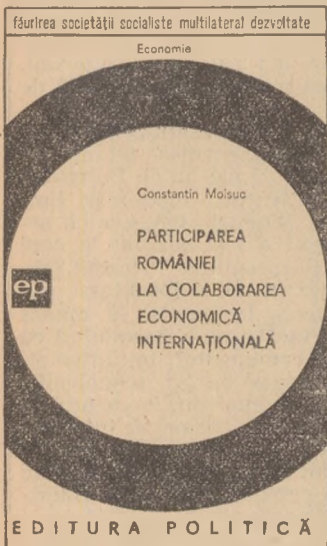 făurirea societății socialiste multilateral dezvoltate
Economie
Constantin Moisuc
PARTICIPAREA
ROMÂNIEI
LA COLABORAREA
ECONOMICĂ
INTERNAȚIONALĂ
ep
EDITURA POLITICĂ